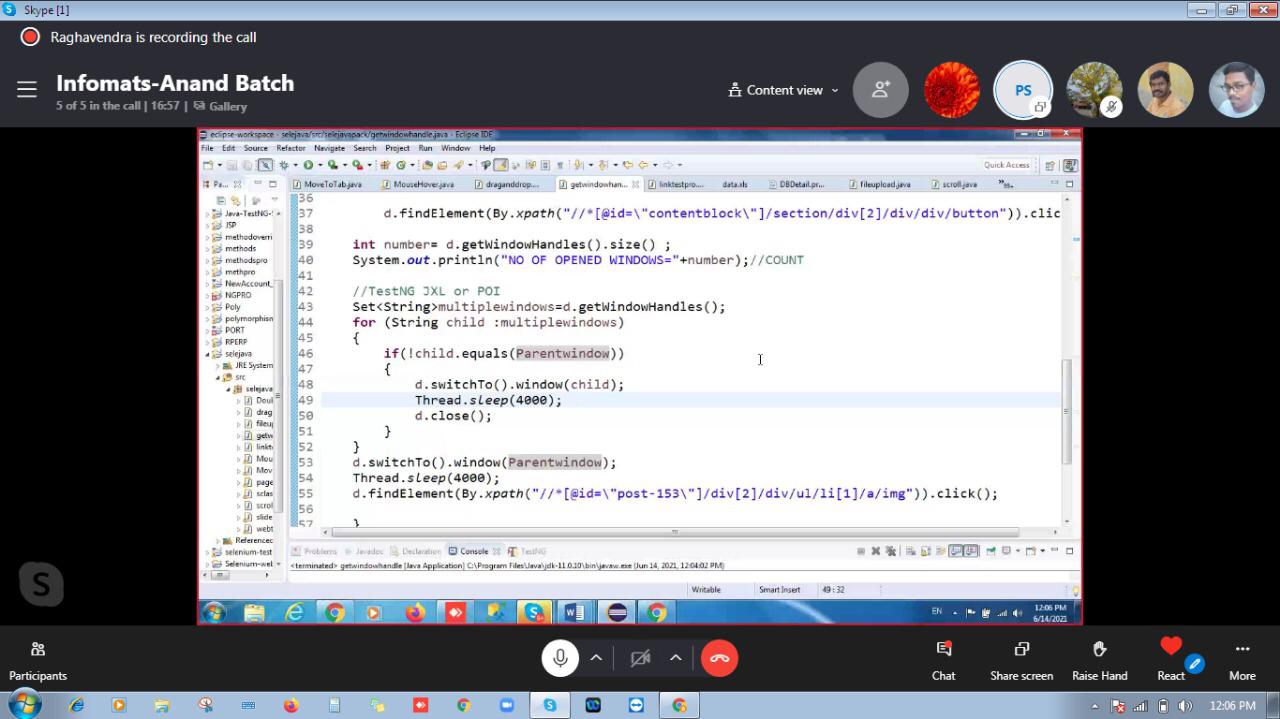 Skype [1]
Raghavendra is recording the call
Infomats-Anand Batch
5 of 5 in the call | 16:57 | Gallery
Content view
PS
eclipse-workspace - selejava/src/selejavapack/getwindowhandle.java - Eclipse IDE
File Edit Source Refactor Navigate Search Project Run Window Help
Quick Access
Pa...
MoveToTab.java MouseHover.java draganddrop... getwindowhan... linktestpro... data.xls DBDetail.pr... fileupload.java scroll.java
Java-TestNG-St
JSP
methodoverri
methods
methodspro
methpro
NewAccount_
NGPRO
Poly
polymorphism
PORT
RPERP
selejava
JRE System
src
selejava
Doul
drag
fileup
getw
linkt
Mou
Mov
page
sclas
scrol
slide
webt
Referenced
selenium-test
Selenium-web
36
37 d.findElement(By.xpath("//*[@id=\"contentblock\"]/section/div[2]/div/div/button")).clic
38
39 int number= d.getWindowHandles().size() ;
40 System.out.println("NO OF OPENED WINDOWS="+number);//COUNT
41
42 //TestNG JXL or POI
43 Set<String>multiplewindows=d.getWindowHandles();
44 for (String child :multiplewindows)
45 {
46 if(!child.equals(Parentwindow))
47 {
48 d.switchTo().window(child);
49 Thread.sleep(4000);
50 d.close();
51 }
52 }
53 d.switchTo().window(Parentwindow);
54 Thread.sleep(4000);
55 d.findElement(By.xpath("//*[@id=\"post-153\"]/div[2]/div/ul/li[1]/a/img")).click();
56
57 }
Problems Javadoc Declaration Console TestNG
<terminated> getwindowhandle [Java Application] C:\Program Files\Java\jdk-11.0.10\bin\javaw.exe (Jun 14, 2021, 12:04:02 PM)
Writable Smart Insert 49 : 32
EN 12:06 PM
6/14/2021
Participants
Chat
Share screen
Raise Hand
React
More
12:06 PM